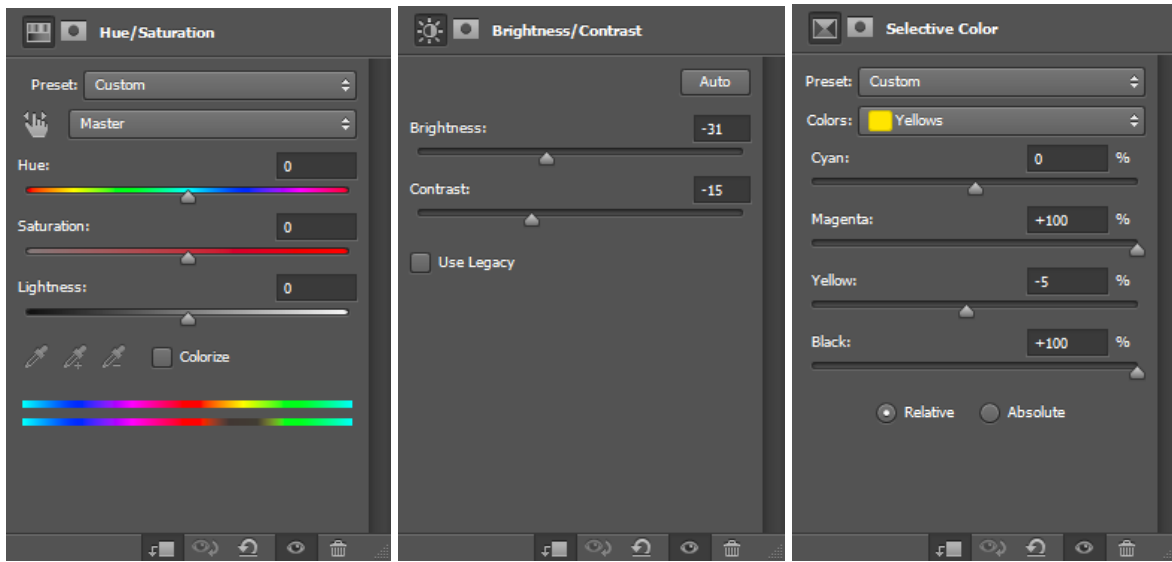 Hue/Saturation
Preset: Custom
Master
Hue: 0
Saturation: 0
Lightness: 0
Colorize
Brightness/Contrast
Auto
Brightness: -31
Contrast: -15
Use Legacy
Selective Color
Preset: Custom
Colors: Yellows
Cyan: 0 %
Magenta: +100 %
Yellow: -5 %
Black: +100 %
Relative Absolute